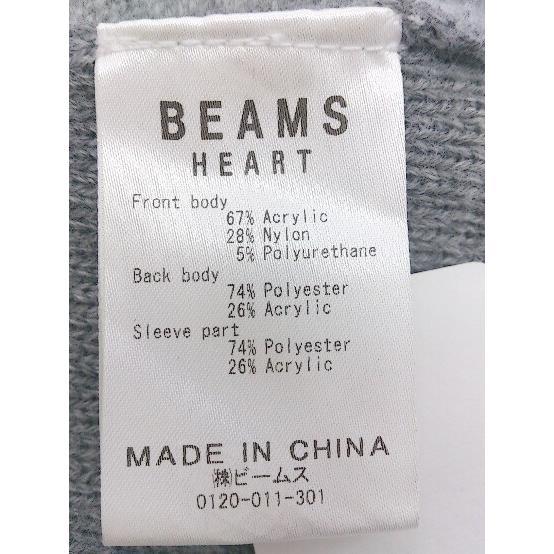 BEAMS
HEART
Front body
67% Acrylic
28% Nylon
5% Polyurethane
Back body
74% Polyester
26% Acrylic
Sleeve part
74% Polyester
26% Acrylic
MADE IN CHINA
㈱ビームス
0120-011-301